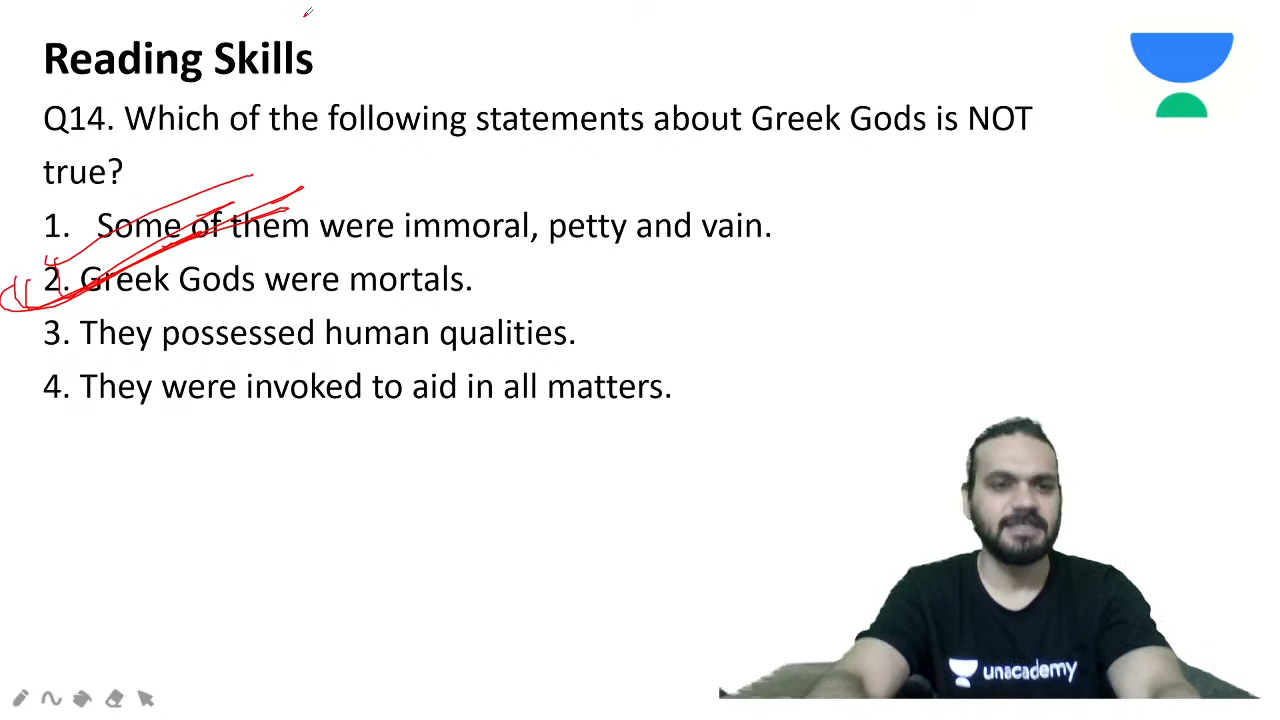 Reading Skills
Q14. Which of the following statements about Greek Gods is NOT
true?
1. Some of them were immoral, petty and vain.
2. Greek Gods were mortals.
3. They possessed human qualities.
4. They were invoked to aid in all matters.
unacademy